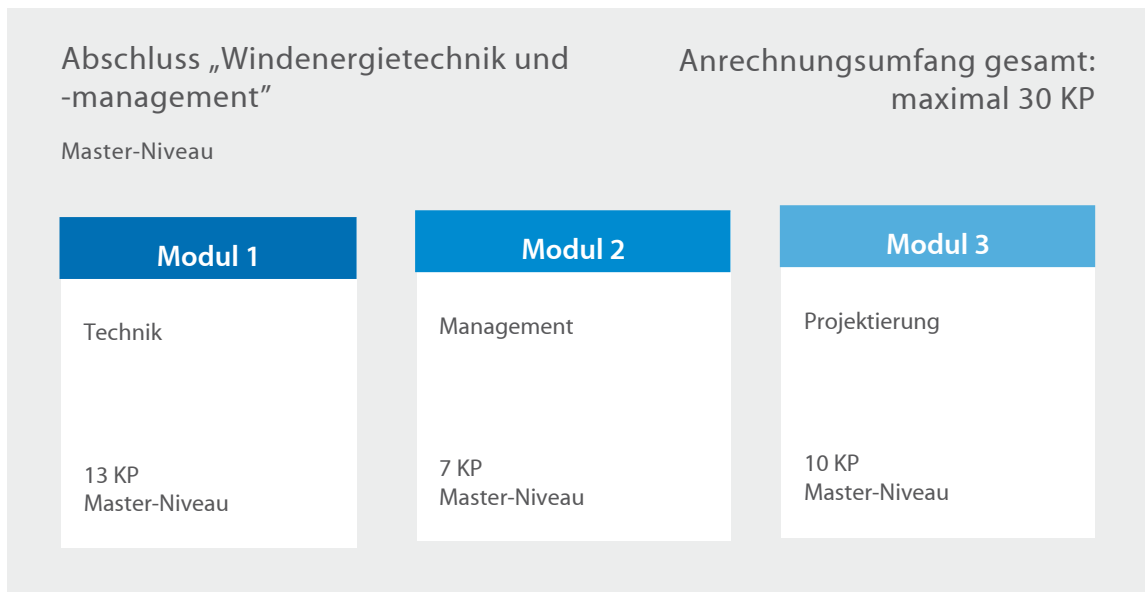 Abschluss „Windenergietechnik und
-management”
Anrechnungsumfang gesamt:
maximal 30 KP
Master-Niveau
Modul 1
Technik
13 KP
Master-Niveau
Modul 2
Management
7 KP
Master-Niveau
Modul 3
Projektierung
10 KP
Master-Niveau